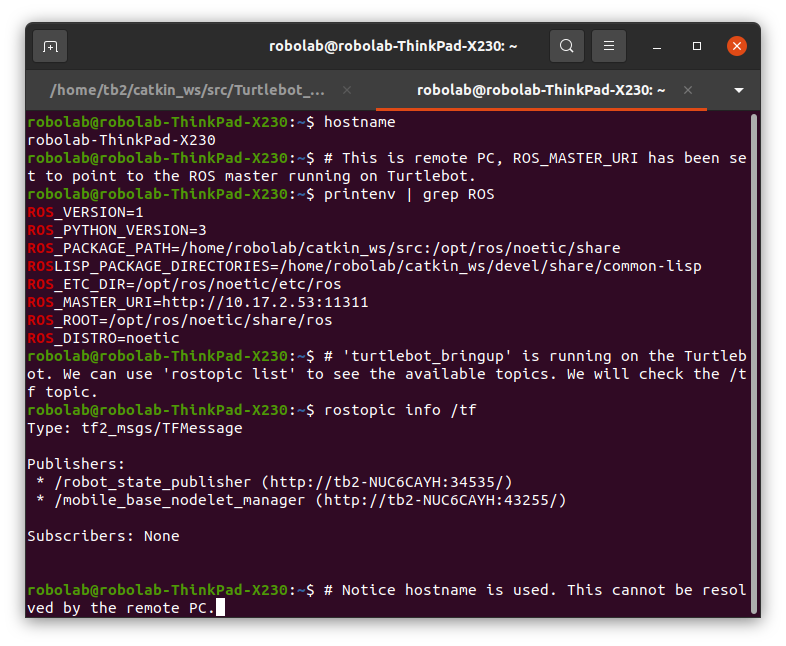 robolab@robolab-ThinkPad-X230: ~
/home/tb2/catkin_ws/src/Turtlebot_...
robolab@robolab-ThinkPad-X230: ~
robolab@robolab-ThinkPad-X230:~$ hostname
robolab-ThinkPad-X230
robolab@robolab-ThinkPad-X230:~$ # This is remote PC, ROS_MASTER_URI has been se
t to point to the ROS master running on Turtlebot.
robolab@robolab-ThinkPad-X230:~$ printenv | grep ROS
ROS_VERSION=1
ROS_PYTHON_VERSION=3
ROS_PACKAGE_PATH=/home/robolab/catkin_ws/src:/opt/ros/noetic/share
ROSLISP_PACKAGE_DIRECTORIES=/home/robolab/catkin_ws/devel/share/common-lisp
ROS_ETC_DIR=/opt/ros/noetic/etc/ros
ROS_MASTER_URI=http://10.17.2.53:11311
ROS_ROOT=/opt/ros/noetic/share/ros
ROS_DISTRO=noetic
robolab@robolab-ThinkPad-X230:~$ # 'turtlebot_bringup' is running on the Turtleb
ot. We can use 'rostopic list' to see the available topics. We will check the /t
f topic.
robolab@robolab-ThinkPad-X230:~$ rostopic info /tf
Type: tf2_msgs/TFMessage
Publishers:
 * /robot_state_publisher (http://tb2-NUC6CAYH:34535/)
 * /mobile_base_nodelet_manager (http://tb2-NUC6CAYH:43255/)
Subscribers: None
robolab@robolab-ThinkPad-X230:~$ # Notice hostname is used. This cannot be resol
ved by the remote PC.